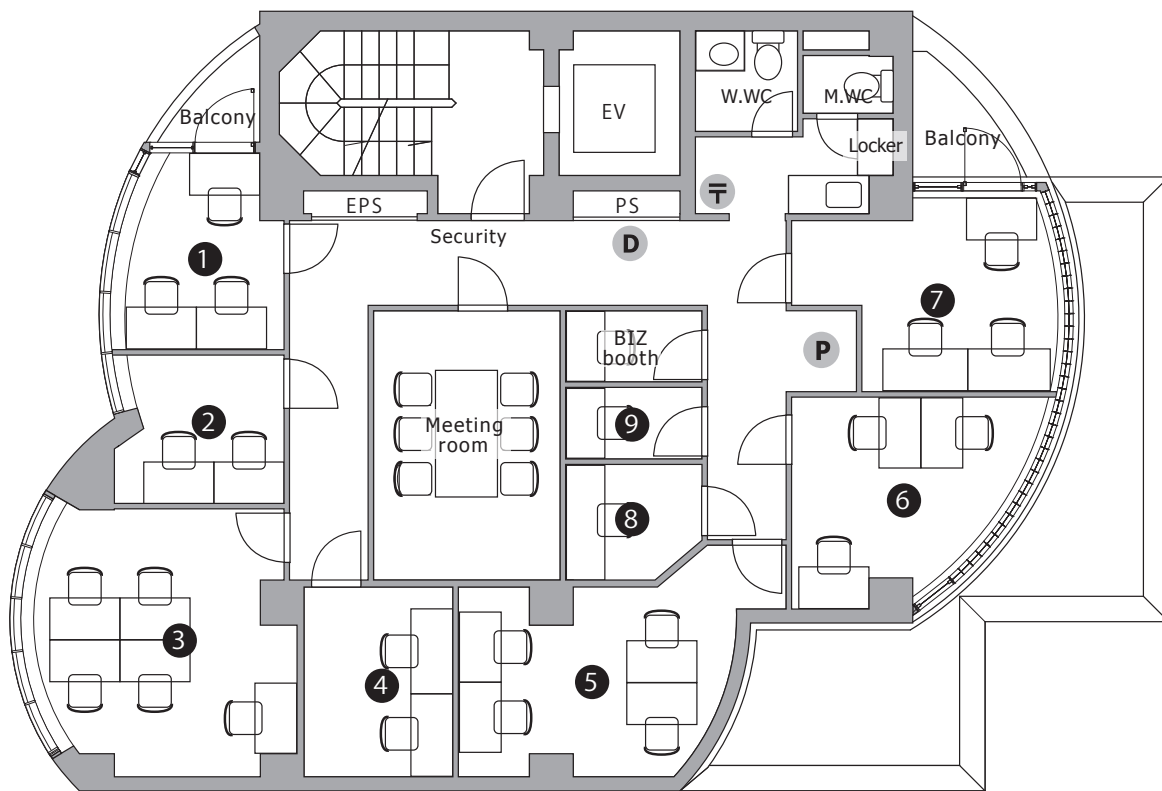 EV
W.WC
M.WC
Balcony
Locker
Balcony
EPS
〒
PS
Security
D
1
7
BIZ
booth
P
2
Meeting
room
9
6
8
3
4
5